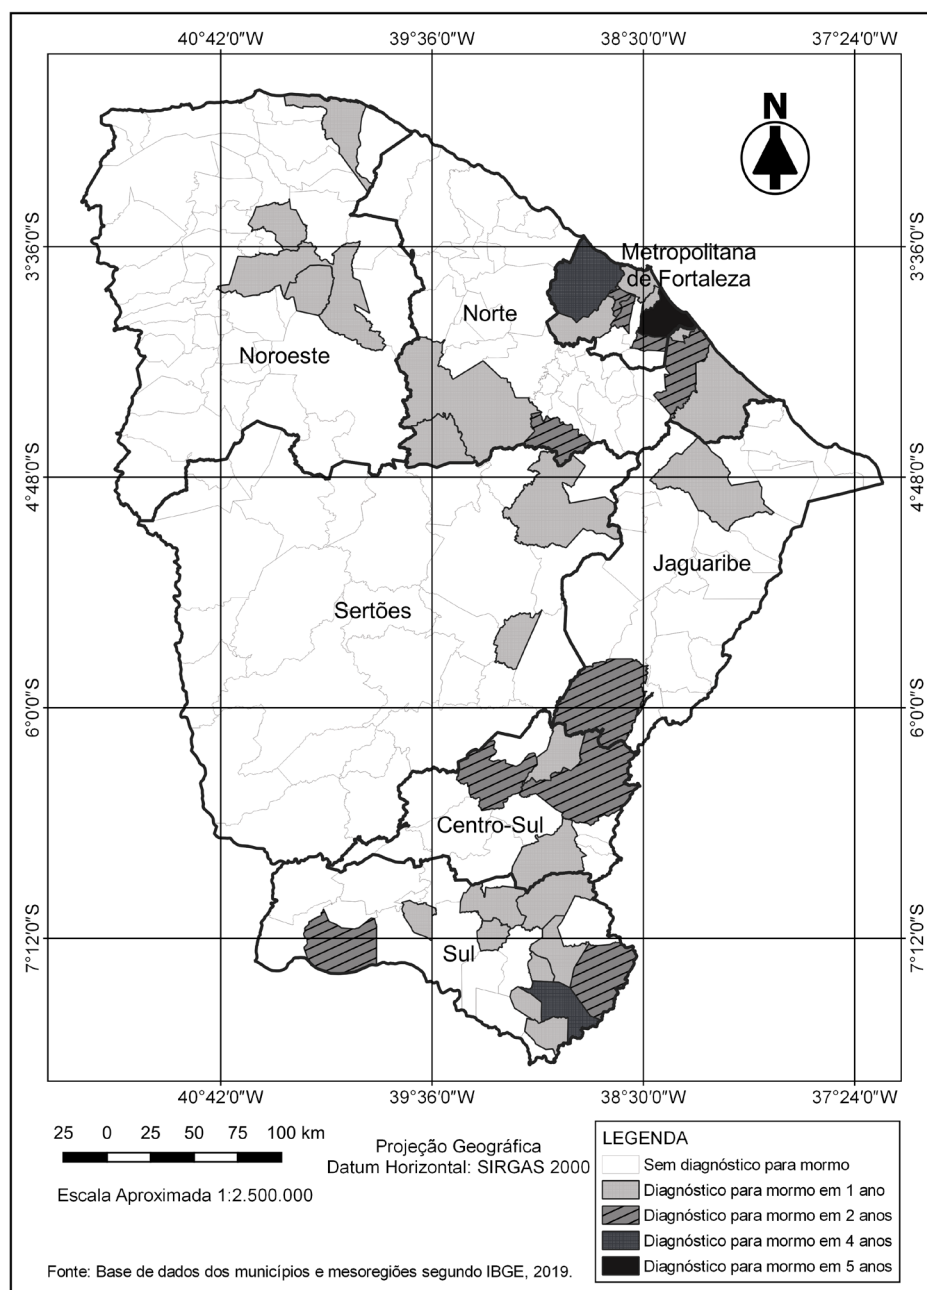 40°42'0"W 39°36'0"W 38°30'0"W 37°24'0"W
N
3°36'0"S 3°36'0"S
Metropolitana
de Fortaleza
Norte
Noroeste
4°48'0"S 4°48'0"S
Jaguaribe
Sertões
6°0'0"S 6°0'0"S
Centro-Sul
7°12'0"S 7°12'0"S
Sul
40°42'0"W 39°36'0"W 38°30'0"W 37°24'0"W
25 0 25 50 75 100 km
Escala Aproximada 1:2.500.000
Projeção Geográfica
Datum Horizontal: SIRGAS 2000
LEGENDA
Sem diagnóstico para mormo
Diagnóstico para mormo em 1 ano
Diagnóstico para mormo em 2 anos
Diagnóstico para mormo em 4 anos
Diagnóstico para mormo em 5 anos
Fonte: Base de dados dos municípios e mesoregiões segundo IBGE, 2019.